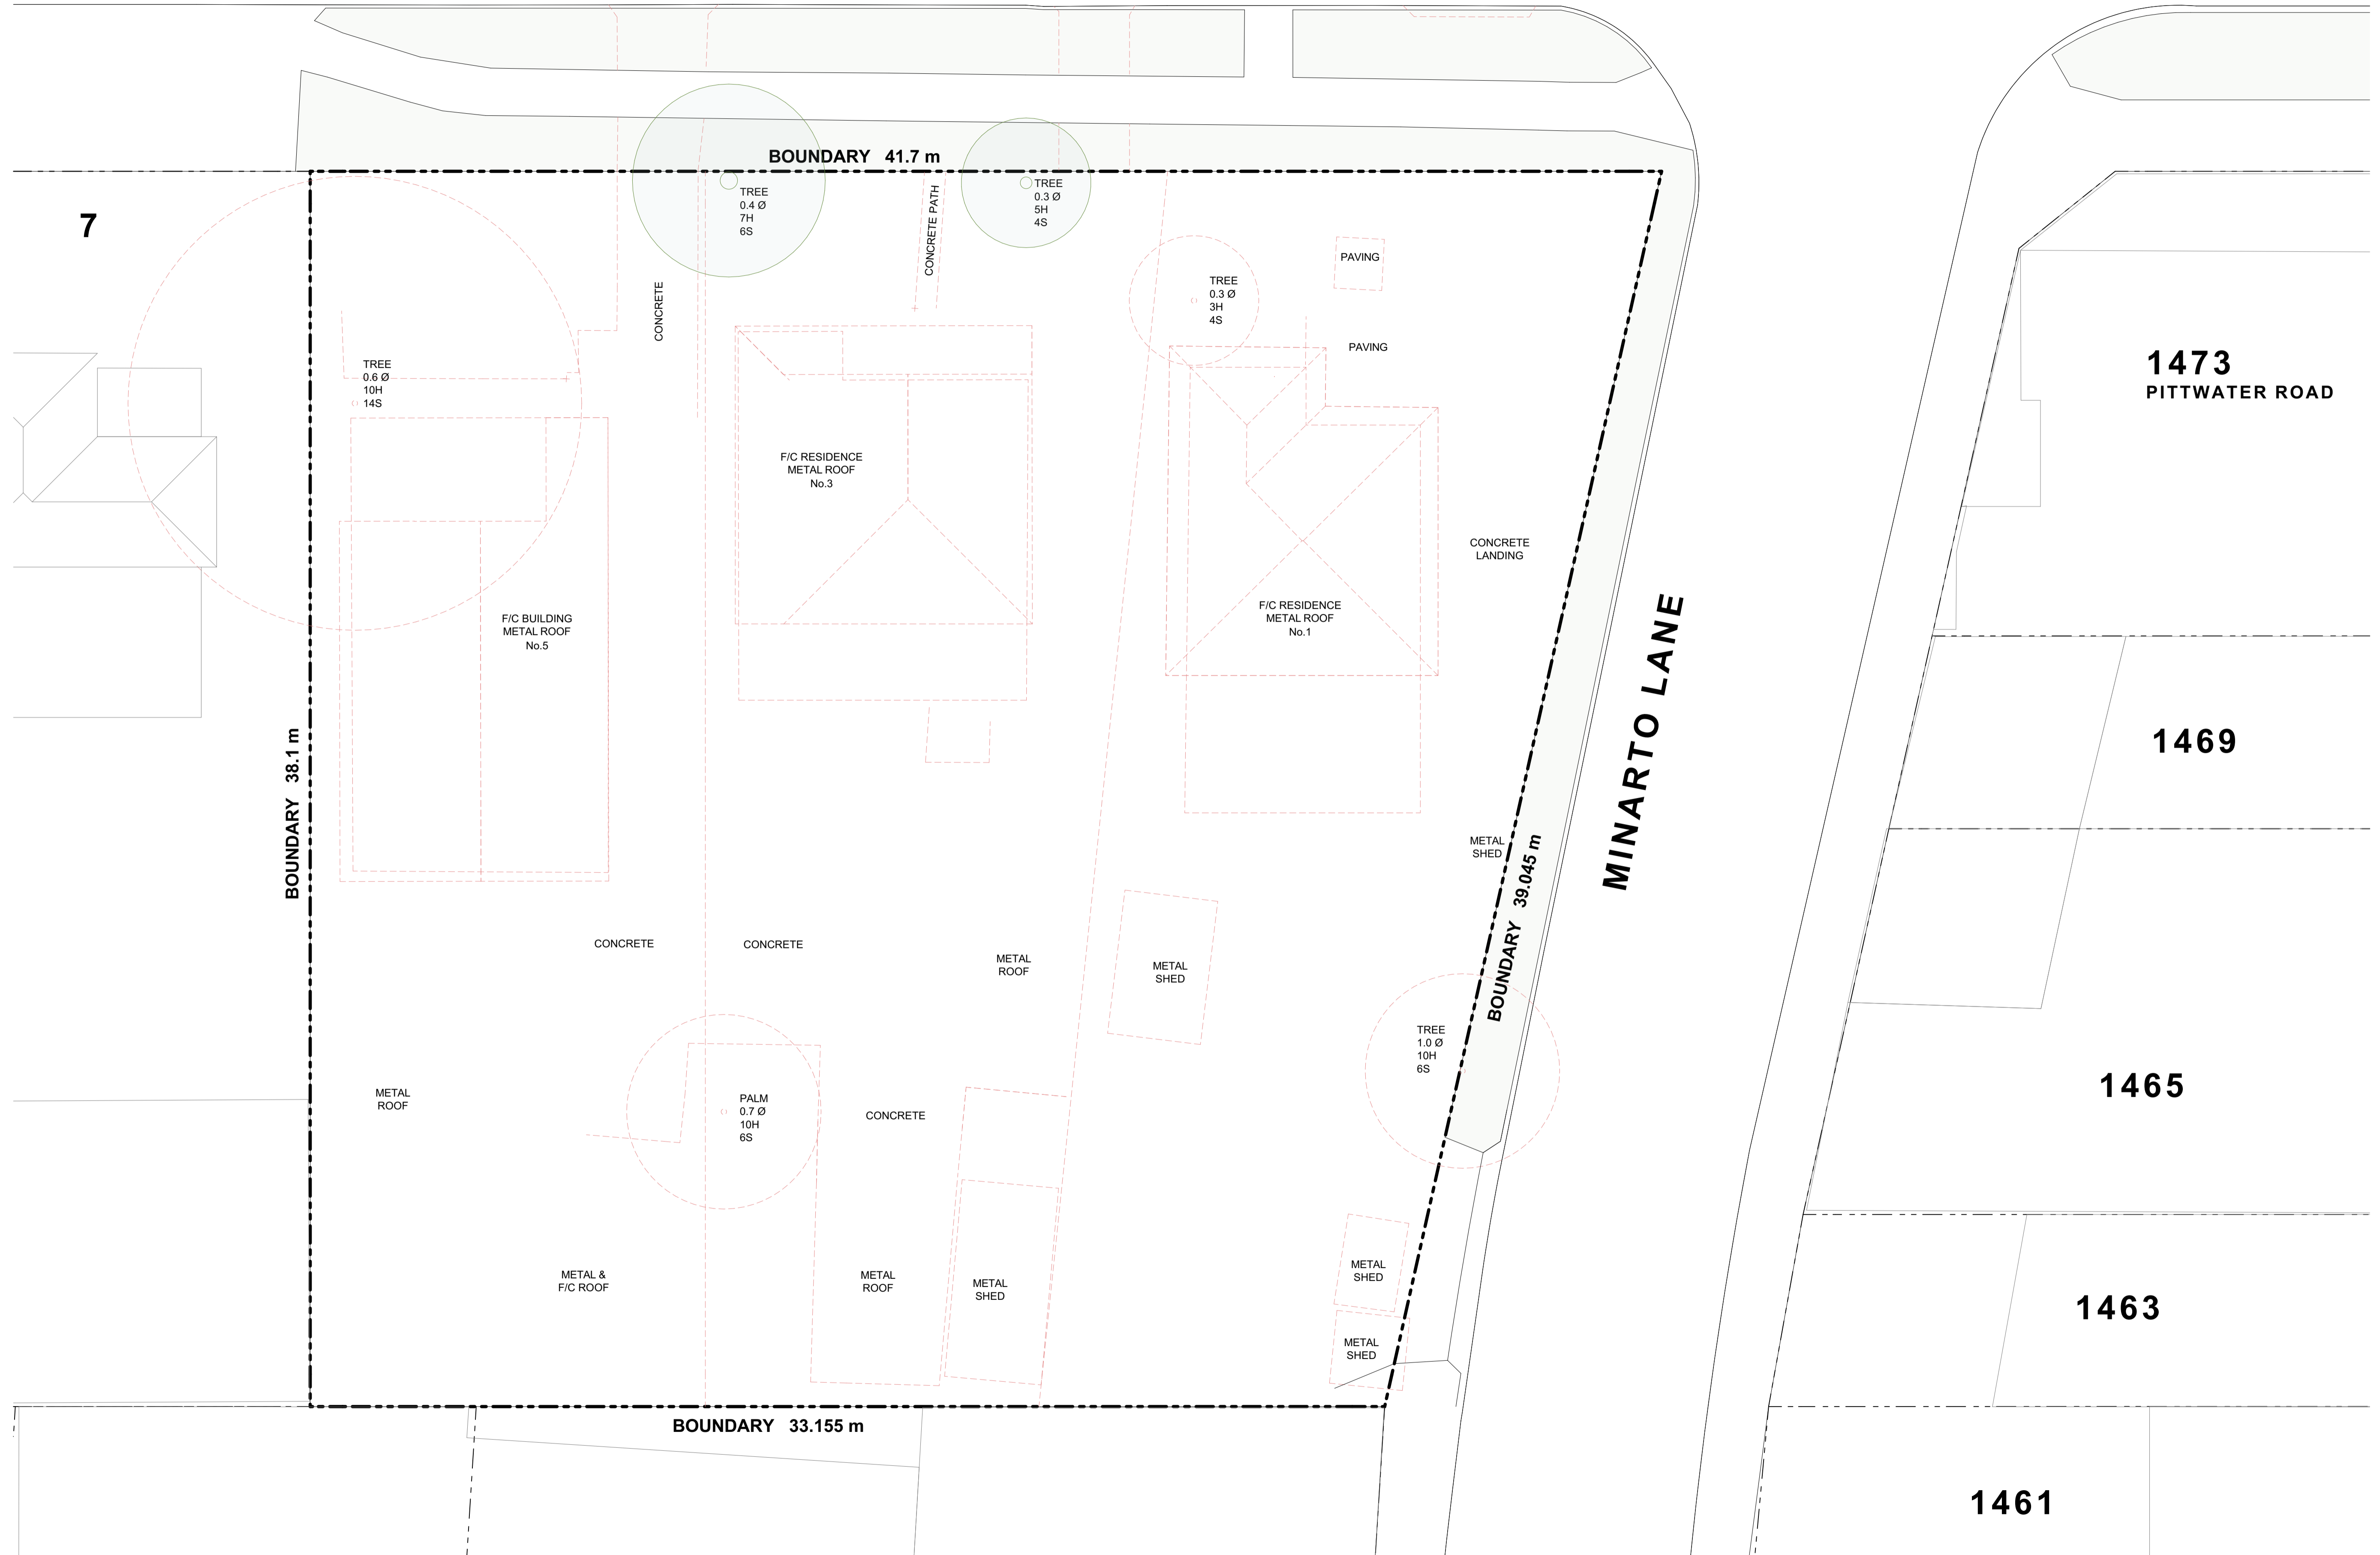 BOUNDARY 41.7 m
TREE
0.4 Ø
7H
6S
CONCRETE PATH
TREE
0.3 Ø
5H
4S
7
CONCRETE
TREE
0.3 Ø
3H
4S
PAVING
PAVING
TREE
0.6 Ø
10H
14S
1473
PITTWATER ROAD
F/C RESIDENCE
METAL ROOF
No.3
CONCRETE
LANDING
F/C BUILDING
METAL ROOF
No.5
F/C RESIDENCE
METAL ROOF
No.1
MINARTO LANE
BOUNDARY 38.1 m
1469
METAL
SHED
BOUNDARY 39.045 m
CONCRETE
CONCRETE
METAL
ROOF
METAL
SHED
TREE
1.0 Ø
10H
6S
1465
METAL
ROOF
PALM
0.7 Ø
10H
6S
CONCRETE
METAL &
F/C ROOF
METAL
ROOF
METAL
SHED
METAL
SHED
METAL
SHED
1463
BOUNDARY 33.155 m
1461